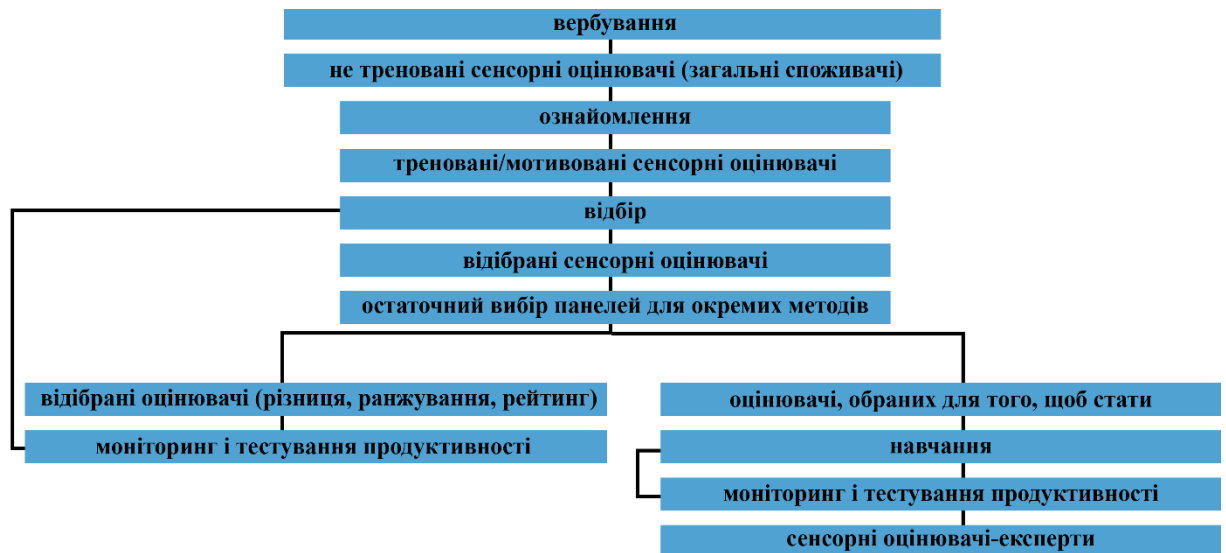 вербування
не треновані сенсорні оцінювачі (загальні споживачі)
ознайомлення
треновані/мотивовані сенсорні оцінювачі
відбір
відібрані сенсорні оцінювачі
остаточний вибір панелей для окремих методів
відібрані оцінювачі (різниця, ранжування, рейтинг)
моніторинг і тестування продуктивності
оцінювачі, обраних для того, щоб стати
навчання
моніторинг і тестування продуктивності
сенсорні оцінювачі-експерти